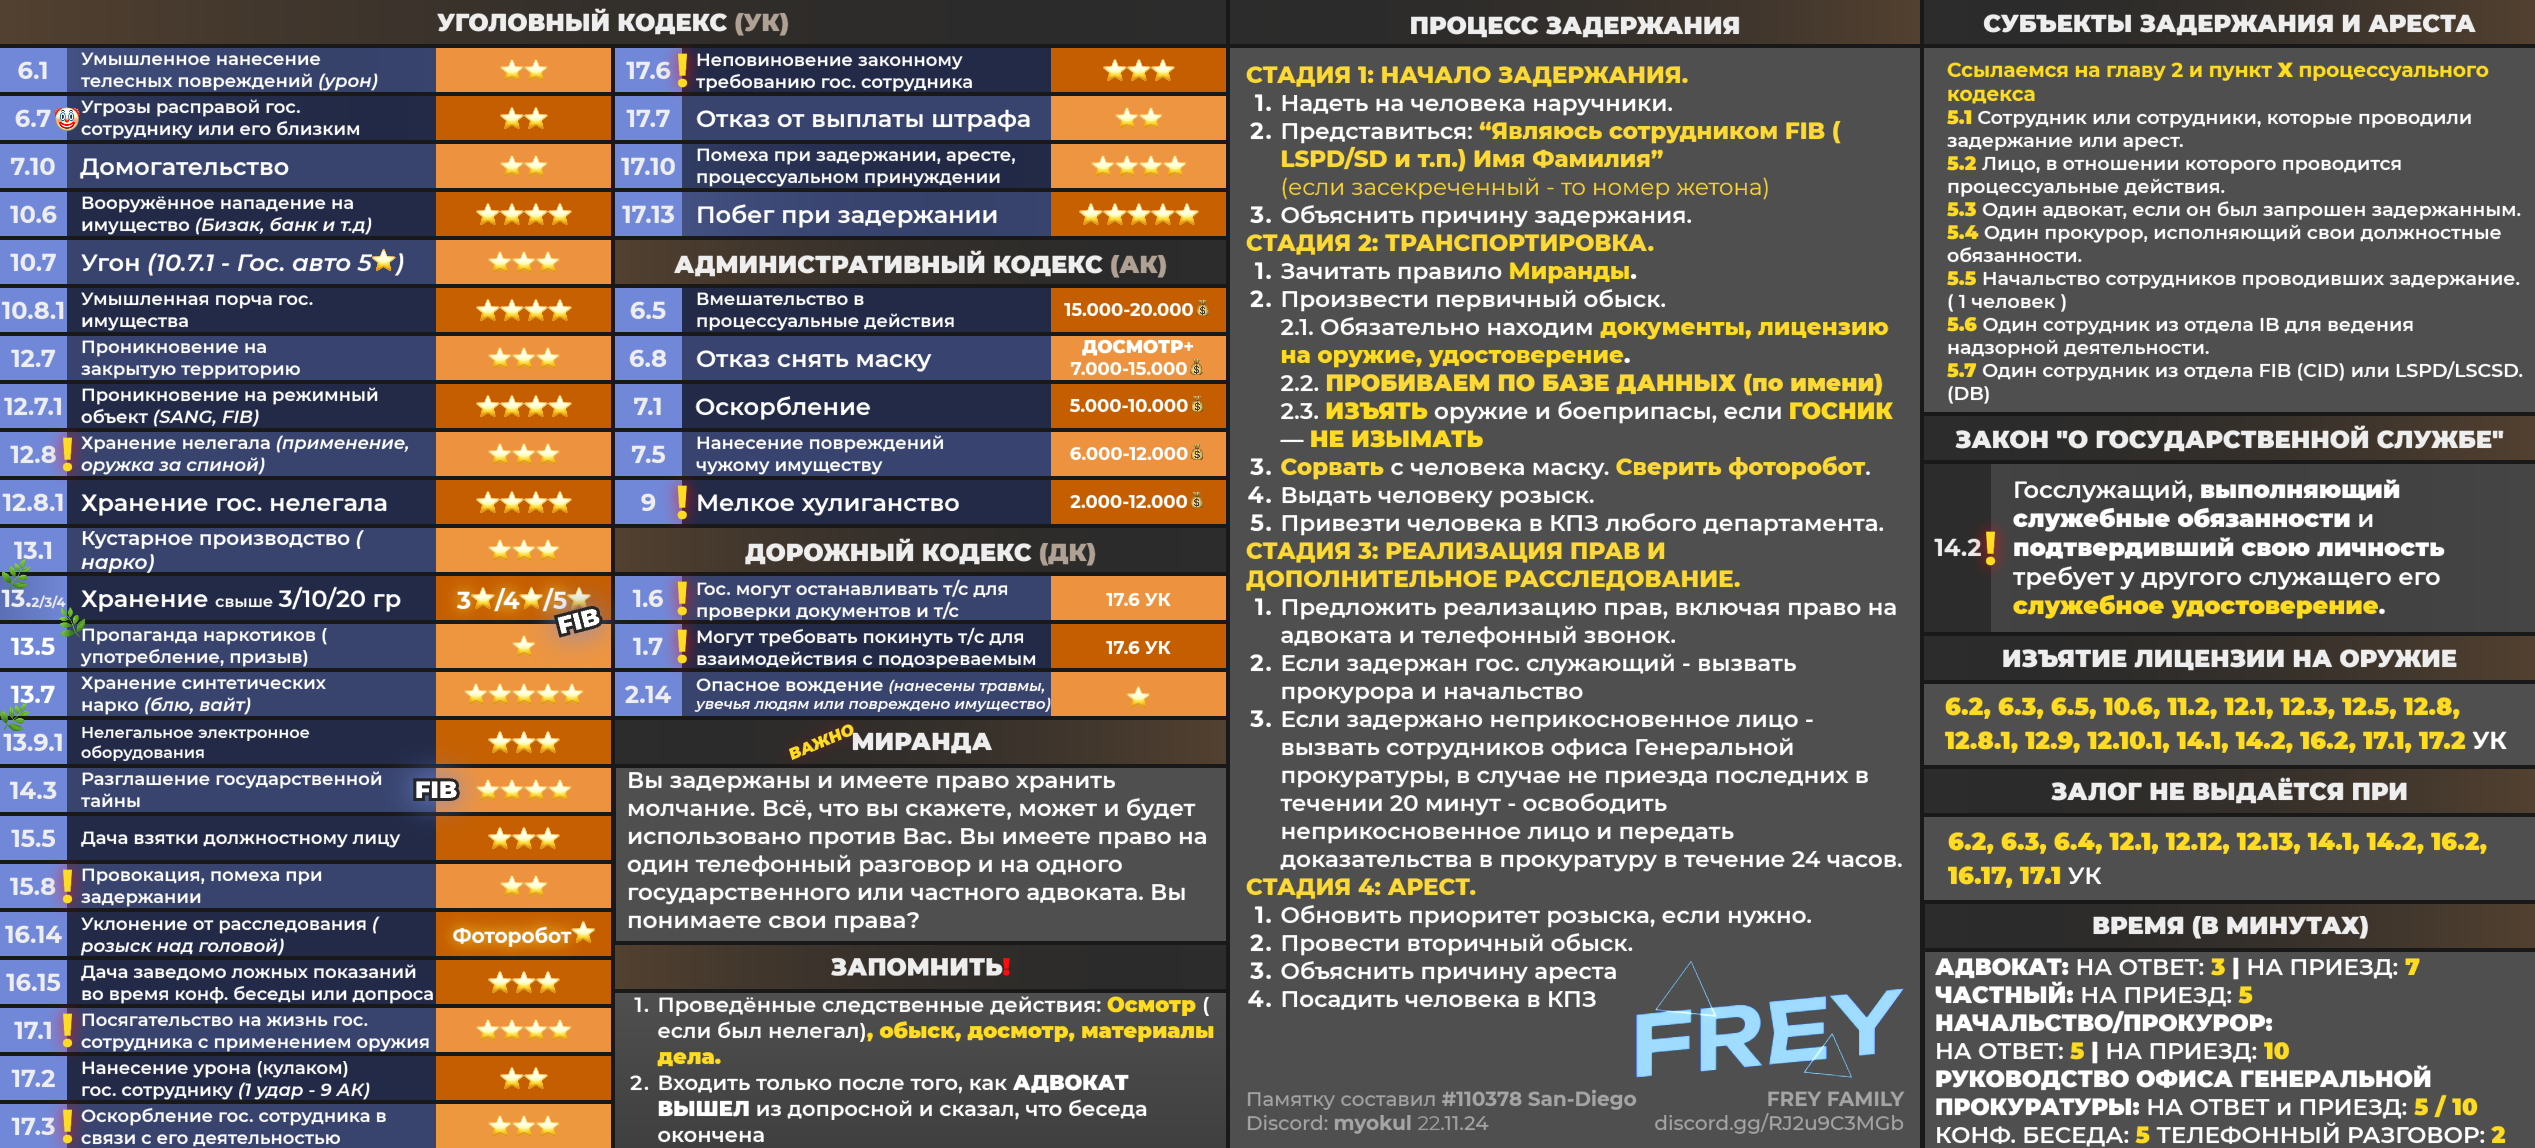 УГОЛОВНЫЙ КОДЕКС (УК)
6.1 Умышленное нанесение
телесных повреждений (урон)
6.7 Угрозы расправой гос.
сотруднику или его близким
7.10 Домогательство
10.6 Вооружённое нападение на
имущество (Бизак, банк и т.д)
10.7 Угон (10.7.1 - Гос. авто 5⭐)
10.8.1 Умышленная порча гос.
имущества
12.7 Проникновение на
закрытую территорию
12.7.1 Проникновение на режимный
объект (SANG, FIB)
12.8 Хранение нелегала (применение,
оружка за спиной)
12.8.1 Хранение гос. нелегала
13.1 Кустарное производство (
нарко)
13.2/3/4 Хранение свыше 3/10/20 гр 3⭐/4⭐/5⭐
FIB
13.5 Пропаганда наркотиков (
употребление, призыв)
13.7 Хранение синтетических
нарко (блю, вайт)
13.9.1 Нелегальное электронное
оборудования
14.3 Разглашение государственной
тайны
FIB
15.5 Дача взятки должностному лицу
15.8 ! Провокация, помеха при
задержании
16.14 Уклонение от расследования (
розыск над головой)
Фоторобот⭐
16.15 Дача заведомо ложных показаний
во время конф. беседы или допроса
17.1 ! Посягательство на жизнь гос.
сотрудника с применением оружия
17.2 Нанесение урона (кулаком)
гос. сотруднику (1 удар - 9 АК)
17.3 ! Оскорбление гос. сотрудника в
связи с его деятельностью
17.6 ! Неповиновение законному
требованию гос. сотрудника
17.7 Отказ от выплаты штрафа
17.10 Помеха при задержании, аресте,
процессуальном принуждении
17.13 Побег при задержании
АДМИНИСТРАТИВНЫЙ КОДЕКС (АК)
6.5 Вмешательство в
процессуальные действия
15.000-20.000
6.8 Отказ снять маску
ДОСМОТР+
7.000-15.000
7.1 Оскорбление 5.000-10.000
7.5 Нанесение повреждений
чужому имуществу
6.000-12.000
9 ! Мелкое хулиганство 2.000-12.000
ДОРОЖНЫЙ КОДЕКС (ДК)
1.6 ! Гос. могут останавливать т/с для
проверки документов и т/с
17.6 УК
1.7 ! Могут требовать покинуть т/с для
взаимодействия с подозреваемым
17.6 УК
2.14 Опасное вождение (нанесены травмы,
увечья людям или повреждено имущество)
ВАЖНО
МИРАНДА
Вы задержаны и имеете право хранить
молчание. Всё, что вы скажете, может и будет
использовано против Вас. Вы имеете право на
один телефонный разговор и на одного
государственного или частного адвоката. Вы
понимаете свои права?
ЗАПОМНИТЬ!
1. Проведённые следственные действия: Осмотр (
если был нелегал), обыск, досмотр, материалы
дела.
2. Входить только после того, как АДВОКАТ
ВЫШЕЛ из допросной и сказал, что беседа
окончена
ПРОЦЕСС ЗАДЕРЖАНИЯ
СТАДИЯ 1: НАЧАЛО ЗАДЕРЖАНИЯ.
1. Надеть на человека наручники.
2. Представиться: “Являюсь сотрудником FIB (
LSPD/SD и т.п.) Имя Фамилия”
(если засекреченный - то номер жетона)
3. Объяснить причину задержания.
СТАДИЯ 2: ТРАНСПОРТИРОВКА.
1. Зачитать правило Миранды.
2. Произвести первичный обыск.
2.1. Обязательно находим документы, лицензию
на оружие, удостоверение.
2.2. ПРОБИВАЕМ ПО БАЗЕ ДАННЫХ (по имени)
2.3. ИЗЪЯТЬ оружие и боеприпасы, если ГОСНИК
— НЕ ИЗЫМАТЬ
3. Сорвать с человека маску. Сверить фоторобот.
4. Выдать человеку розыск.
5. Привезти человека в КПЗ любого департамента.
СТАДИЯ 3: РЕАЛИЗАЦИЯ ПРАВ И
ДОПОЛНИТЕЛЬНОЕ РАССЛЕДОВАНИЕ.
1. Предложить реализацию прав, включая право на
адвоката и телефонный звонок.
2. Если задержан гос. служающий - вызвать
прокурора и начальство
3. Если задержано неприкосновенное лицо -
вызвать сотрудников офиса Генеральной
прокуратуры, в случае не приезда последних в
течении 20 минут - освободить
неприкосновенное лицо и передать
доказательства в прокуратуру в течение 24 часов.
СТАДИЯ 4: АРЕСТ.
1. Обновить приоритет розыска, если нужно.
2. Провести вторичный обыск.
3. Объяснить причину ареста
4. Посадить человека в КПЗ
FREY
Памятку составил #110378 San-Diego
Discord: myokul 22.11.24
FREY FAMILY
discord.gg/RJ2u9C3MGb
СУБЪЕКТЫ ЗАДЕРЖАНИЯ И АРЕСТА
Ссылаемся на главу 2 и пункт X процессуального
кодекса
5.1 Сотрудник или сотрудники, которые проводили
задержание или арест.
5.2 Лицо, в отношении которого проводится
процессуальные действия.
5.3 Один адвокат, если он был запрошен задержанным.
5.4 Один прокурор, исполняющий свои должностные
обязанности.
5.5 Начальство сотрудников проводивших задержание.
( 1 человек )
5.6 Один сотрудник из отдела IB для ведения
надзорной деятельности.
5.7 Один сотрудник из отдела FIB (CID) или LSPD/LSCSD.
(DB)
ЗАКОН "О ГОСУДАРСТВЕННОЙ СЛУЖБЕ"
14.2 ! Госслужащий, выполняющий
служебные обязанности и
подтвердивший свою личность
требует у другого служащего его
служебное удостоверение.
ИЗЪЯТИЕ ЛИЦЕНЗИИ НА ОРУЖИЕ
6.2, 6.3, 6.5, 10.6, 11.2, 12.1, 12.3, 12.5, 12.8,
12.8.1, 12.9, 12.10.1, 14.1, 14.2, 16.2, 17.1, 17.2 УК
ЗАЛОГ НЕ ВЫДАЁТСЯ ПРИ
6.2, 6.3, 6.4, 12.1, 12.12, 12.13, 14.1, 14.2, 16.2,
16.17, 17.1 УК
ВРЕМЯ (В МИНУТАХ)
АДВОКАТ: НА ОТВЕТ: 3 | НА ПРИЕЗД: 7
ЧАСТНЫЙ: НА ПРИЕЗД: 5
НАЧАЛЬСТВО/ПРОКУРОР:
НА ОТВЕТ: 5 | НА ПРИЕЗД: 10
РУКОВОДСТВО ОФИСА ГЕНЕРАЛЬНОЙ
ПРОКУРАТУРЫ: НА ОТВЕТ и ПРИЕЗД: 5 / 10
КОНФ. БЕСЕДА: 5 ТЕЛЕФОННЫЙ РАЗГОВОР: 2